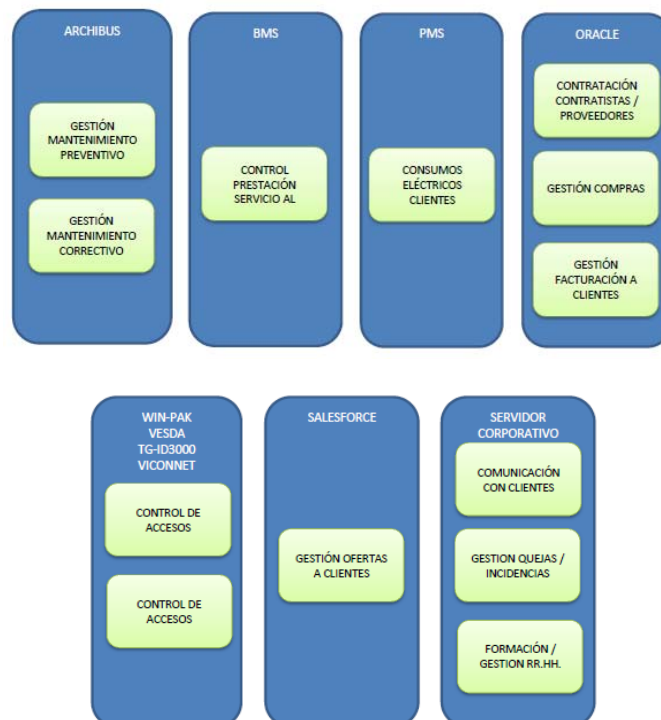 ARCHIBUS
GESTIÓN
MANTENIMIENTO
PREVENTIVO
GESTIÓN
MANTENIMIENTO
CORRECTIVO
BMS
CONTROL
PRESTACIÓN
SERVICIO AL
PMS
CONSUMOS
ELÉCTRICOS
CLIENTES
ORACLE
CONTRATACIÓN
CONTRATISTAS /
PROVEEDORES
GESTIÓN COMPRAS
GESTIÓN
FACTURACIÓN A
CLIENTES
WIN-PAK
VESDA
TG-ID3000
VICONNET
CONTROL DE
ACCESOS
CONTROL DE
ACCESOS
SALESFORCE
GESTIÓN OFERTAS
A CLIENTES
SERVIDOR
CORPORATIVO
COMUNICACIÓN
CON CLIENTES
GESTION QUEJAS /
INCIDENCIAS
FORMACIÓN /
GESTION RR.HH.